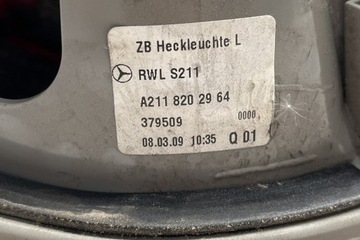 ZB Heckleuchte L
RWL S211
A211 820 29 64
379509 0000
08.03.09 10:35 Q 01